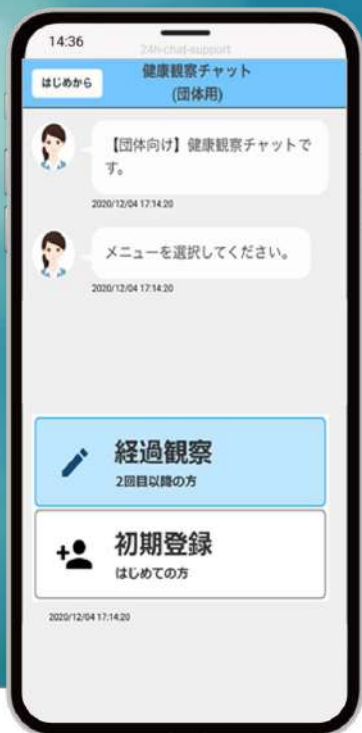 14:36
24h-chat-support
はじめから
健康観察チャット
(団体用)
【団体向け】健康観察チャットで
す。
2020/12/04 17:14:20
メニューを選択してください。
2020/12/04 17:14:20
経過観察
2回目以降の方
初期登録
はじめての方
2020/12/04 17:14:20